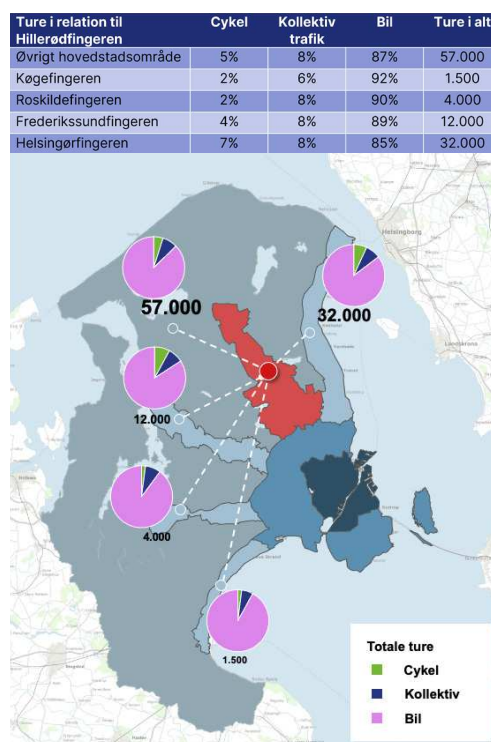 Ture i relation til Hillerødfingeren Cykel Kollektiv trafik Bil Ture i alt
Øvrigt hovedstadsområde 5% 8% 87% 57.000
Køgefingeren 2% 6% 92% 1.500
Roskildefingeren 2% 8% 90% 4.000
Frederikssundfingeren 4% 8% 89% 12.000
Helsingørfingeren 7% 8% 85% 32.000
Helsingborg
57.000
32.000
Landskrona
12.000
4.000
1.500
Totale ture
Cykel
Kollektiv
Bil